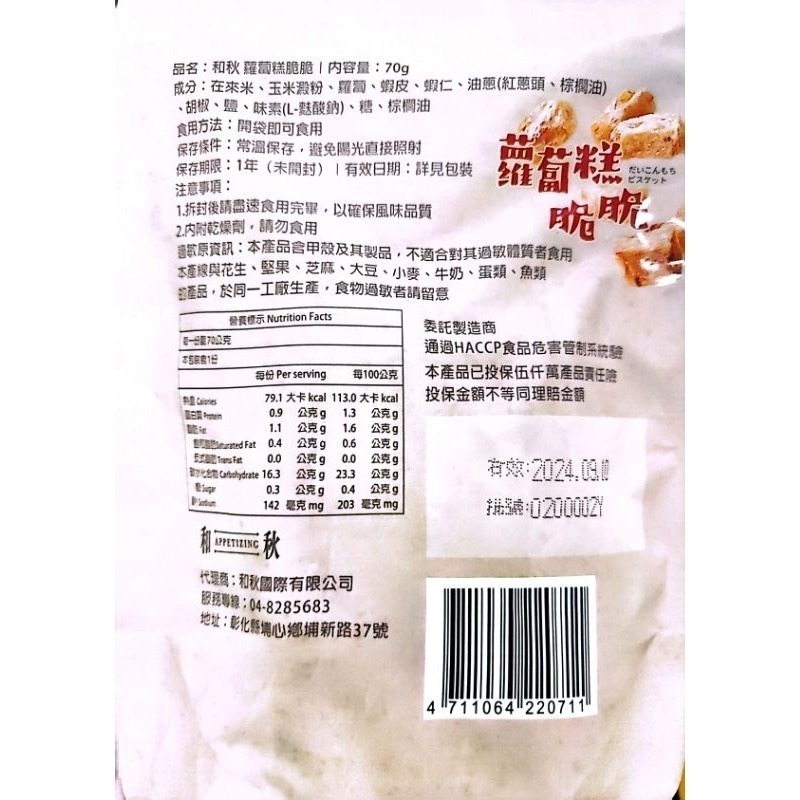 品名：和秋 蘿蔔糕脆脆 | 內容量：70g
成分：在來米、玉米澱粉、蘿蔔、蝦皮、蝦仁、油蔥(紅蔥頭、棕櫚油)
、胡椒、鹽、味素(L-麩酸鈉)、糖、棕櫚油
食用方法：開袋即可食用
保存條件：常溫保存，避免陽光直接照射
保存期限：1年（未開封）| 有效日期：詳見包裝
注意事項：
1.拆封後請盡速食用完畢，以確保風味品質
2.內附乾燥劑，請勿食用
過敏原資訊：本產品含甲殼及其製品，不適合對其過敏體質者食用
本產線與花生、堅果、芝麻、大豆、小麥、牛奶、蛋類、魚類
的產品，於同一工廠生產，食物過敏者請留意
蘿蔔糕
脆脆
だいこんもち
ビスケット
營養標示 Nutrition Facts
每一份量70公克
本包裝含1份
每份 Per serving 每100公克
熱量 Calories 79.1 大卡 kcal 113.0 大卡 kcal
蛋白質 Protein 0.9 公克 g 1.3 公克 g
脂肪 Fat 1.1 公克 g 1.6 公克 g
飽和脂肪 Saturated Fat 0.4 公克 g 0.6 公克 g
反式脂肪 Trans Fat 0.0 公克 g 0.0 公克 g
碳水化合物 Carbohydrate 16.3 公克 g 23.3 公克 g
糖 Sugar 0.3 公克 g 0.4 公克 g
鈉 Sodium 142 毫克 mg 203 毫克 mg
委託製造商
通過HACCP食品危害管制系統驗
本產品已投保伍仟萬產品責任險
投保金額不等同理賠金額
有效:2024.09.
批號:0200002Y
和 APPETIZING 秋
代理商：和秋國際有限公司
服務專線：04-8285683
地址：彰化縣埔心鄉埔新路37號
4 711064 220711